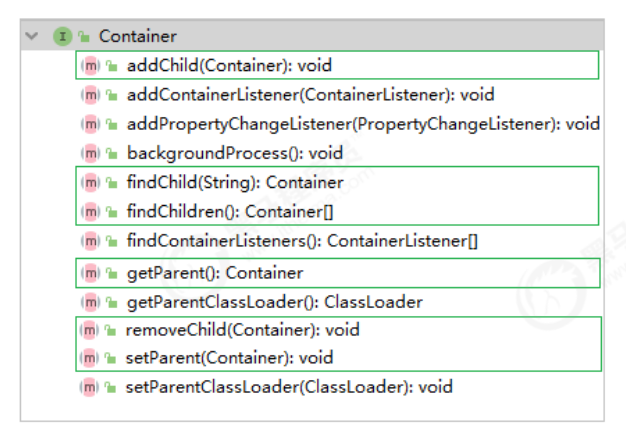 Container
addChild(Container): void
addContainerListener(ContainerListener): void
addPropertyChangeListener(PropertyChangeListener): void
backgroundProcess(): void
findChild(String): Container
findChildren(): Container[]
findContainerListeners(): ContainerListener[]
getParent(): Container
getParentClassLoader(): ClassLoader
removeChild(Container): void
setParent(Container): void
setParentClassLoader(ClassLoader): void